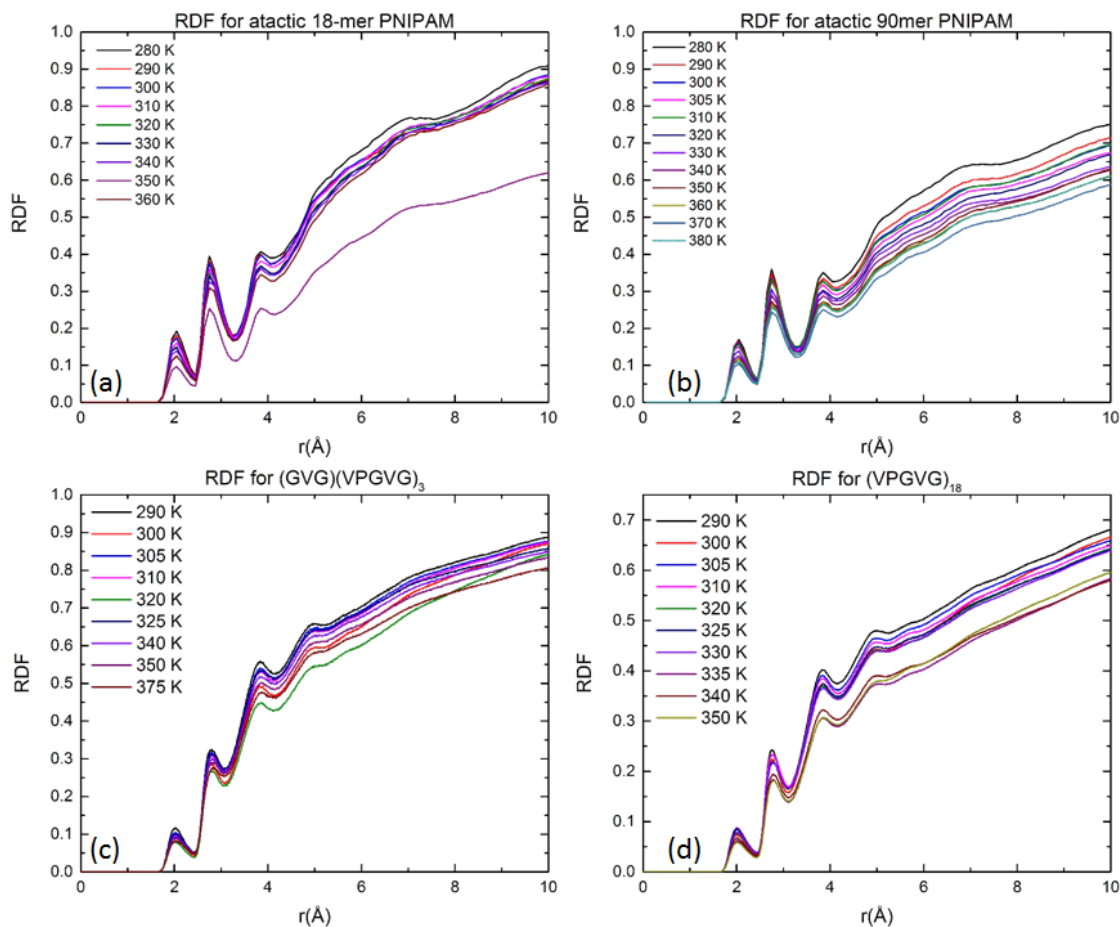 RDF for atactic 18-mer PNIPAM
280 K
290 K
300 K
310 K
320 K
330 K
340 K
350 K
360 K
1.0
0.9
0.8
0.7
0.6
0.5
0.4
0.3
0.2
0.1
0.0
RDF
(a)
0
2
4
6
8
10
r(Å)
RDF for atactic 90mer PNIPAM
280 K
290 K
300 K
305 K
310 K
320 K
330 K
340 K
350 K
360 K
370 K
380 K
1.0
0.9
0.8
0.7
0.6
0.5
0.4
0.3
0.2
0.1
0.0
RDF
(b)
0
2
4
6
8
10
r(Å)
RDF for (GVG)(VPGVG)3
290 K
300 K
305 K
310 K
320 K
325 K
340 K
350 K
375 K
1.0
0.9
0.8
0.7
0.6
0.5
0.4
0.3
0.2
0.1
0.0
RDF
(c)
0
2
4
6
8
10
r(Å)
RDF for (VPGVG)18
290 K
300 K
305 K
310 K
320 K
325 K
330 K
335 K
340 K
350 K
0.7
0.6
0.5
0.4
0.3
0.2
0.1
0.0
RDF
(d)
0
2
4
6
8
10
r(Å)